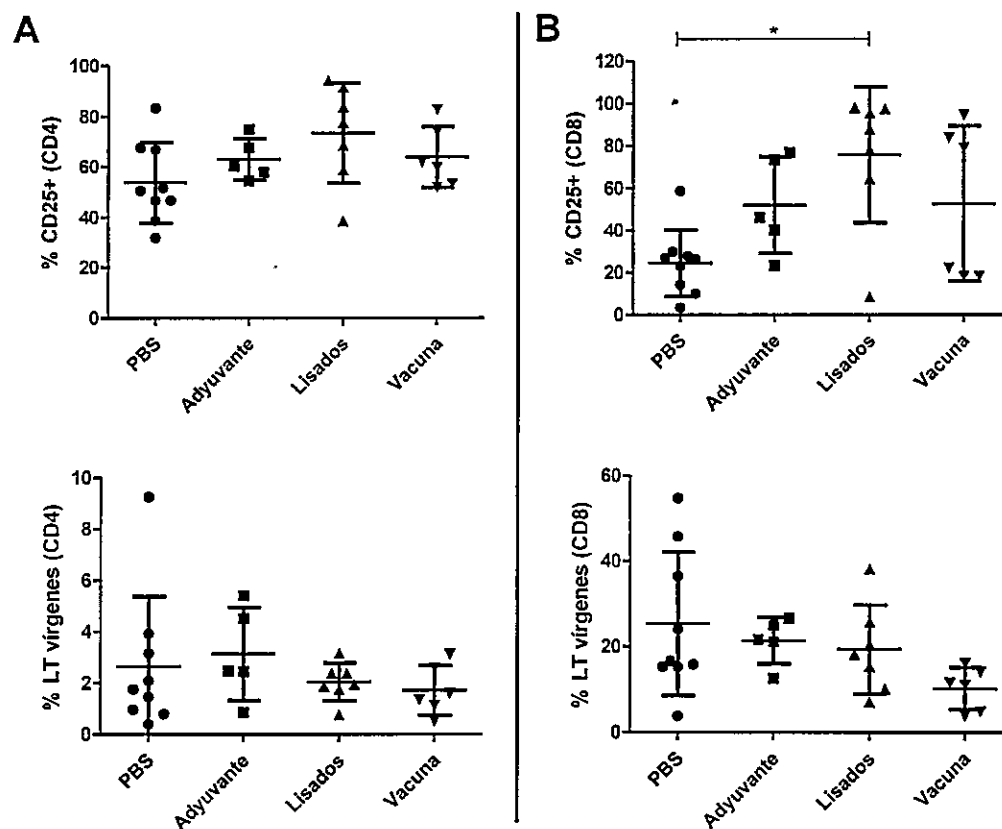 A
% CD25+ (CD4)
100
80
60
40
20
0
PBS
Adyuvante
Lisados
Vacuna
% LT vírgenes (CD4)
10
8
6
4
2
0
PBS
Adyuvante
Lisados
Vacuna
B
*
% CD25+ (CD8)
120
100
80
60
40
20
0
PBS
Adyuvante
Lisados
Vacuna
% LT vírgenes (CD8)
60
40
20
0
PBS
Adyuvante
Lisados
Vacuna